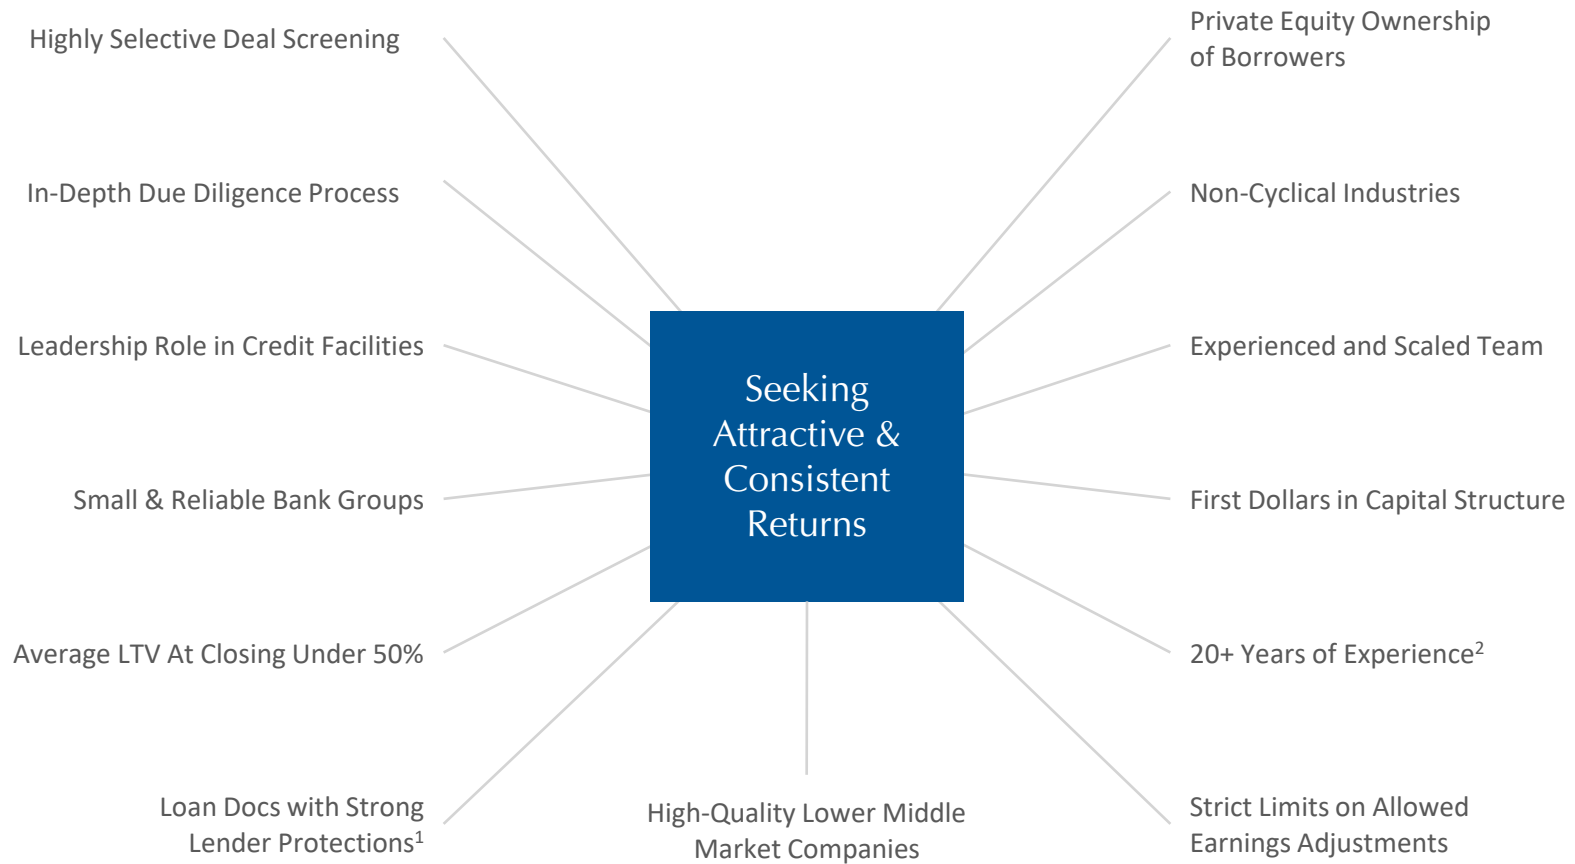 Highly Selective Deal Screening
In-Depth Due Diligence Process
Leadership Role in Credit Facilities
Small & Reliable Bank Groups
Average LTV At Closing Under 50%
Loan Docs with Strong
Lender Protections¹
Seeking
Attractive &
Consistent
Returns
High-Quality Lower Middle
Market Companies
Private Equity Ownership
of Borrowers
Non-Cyclical Industries
Experienced and Scaled Team
First Dollars in Capital Structure
20+ Years of Experience²
Strict Limits on Allowed
Earnings Adjustments